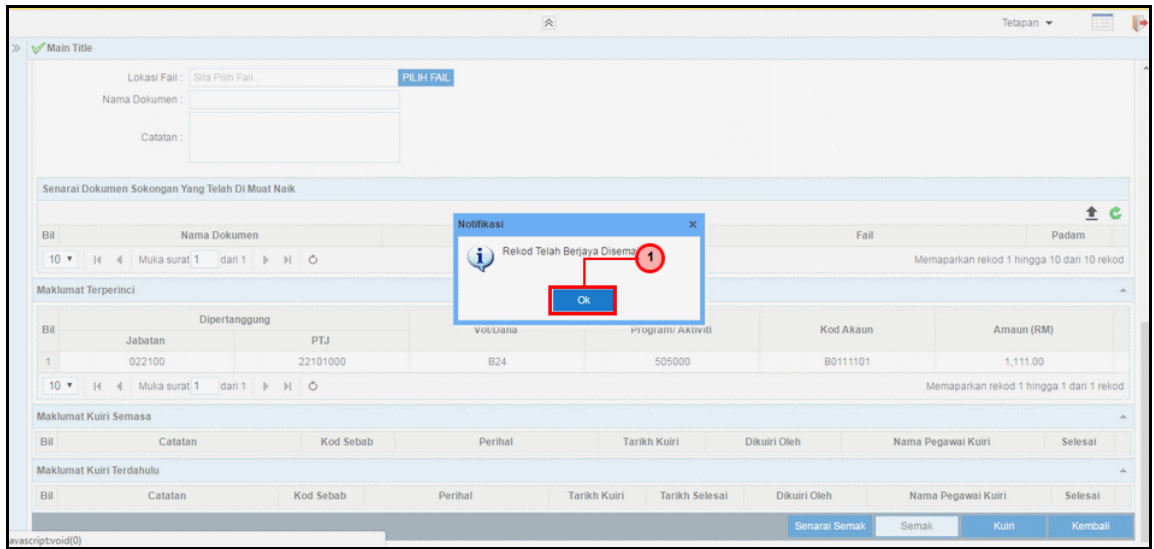 Tetapan
Main Title
Lokasi Fail : Sila Pilih Fail.. PILIH FAIL
Nama Dokumen :
Catatan :
Senarai Dokumen Sokongan Yang Telah Di Muat Naik
Bil Nama Dokumen Fail Padam
10 Muka surat 1 dari 1 Memaparkan rekod 1 hingga 10 dari 10 rekod
Notifikasi x
Rekod Telah Berjaya
1
Ok
Maklumat Terperinci
Bil Dipertanggung Vot/Dana Program/ Aktiviti Kod Akaun Amaun (RM)
Jabatan PTJ
1 022100 22101000 B24 505000 B0111101 1,111.00
10 Muka surat 1 dari 1 Memaparkan rekod 1 hingga 1 dari 1 rekod
Maklumat Kuiri Semasa
Bil Catatan Kod Sebab Perihal Tarikh Kuiri Dikuiri Oleh Nama Pegawai Kuiri Selesai
Maklumat Kuiri Terdahulu
Bil Catatan Kod Sebab Perihal Tarikh Kuiri Tarikh Selesai Dikuiri Oleh Nama Pegawai Kuiri Selesai
Senarai Semak Semak Kuiri Kembali
avascript:void(0)